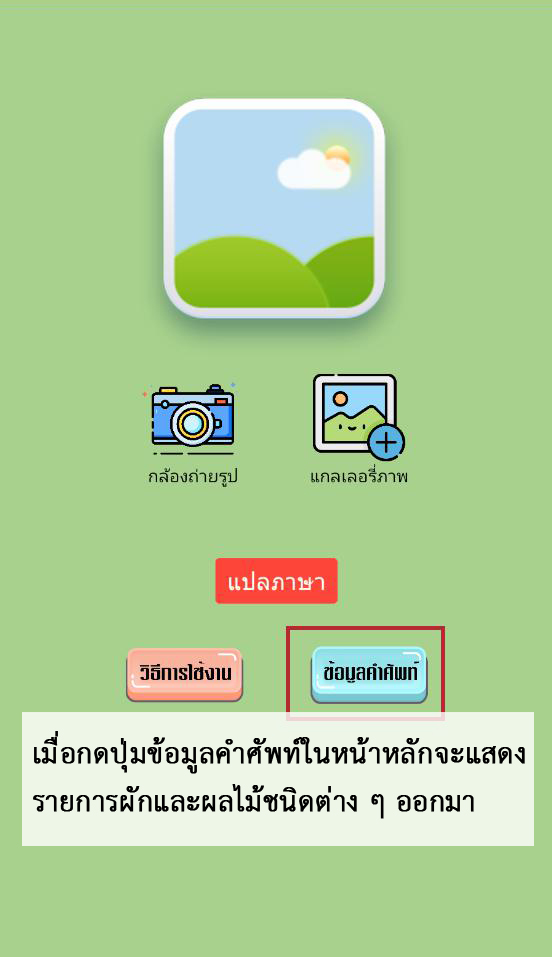 กล้องถ่ายรูป แกลเลอรี่ภาพ
แปลภาษา
วิธีการใช้งาน ข้อมูลคำศัพท์
เมื่อกดปุ่มข้อมูลคำศัพท์ในหน้าหลักจะแสดง
รายการผักและผลไม้ชนิดต่าง ๆ ออกมา